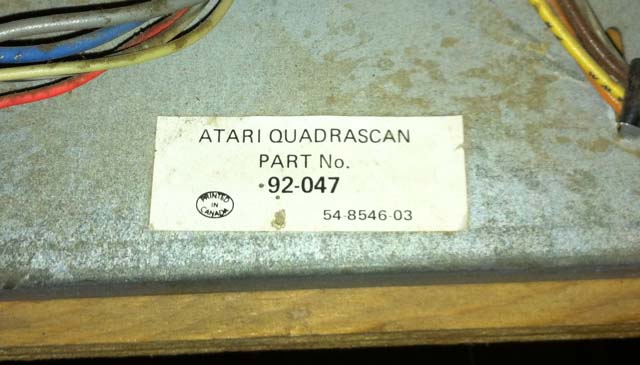 ATARI QUADRASCAN
PART No.
92-047
PRINTED
IN
CANADA
54-8546-03